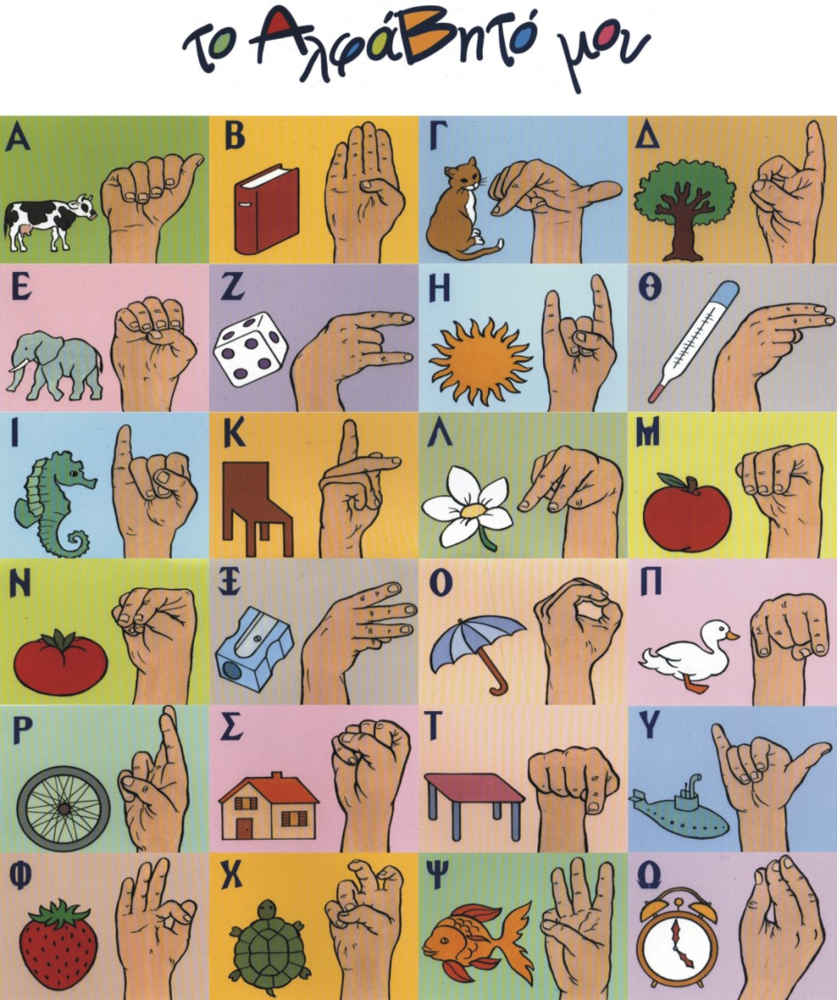 το Αλφάβητό μου
Α Β Γ Δ
Ε Ζ Η Θ
Ι Κ Λ Μ
Ν Ξ Ο Π
Ρ Σ Τ Υ
Φ Χ Ψ Ω